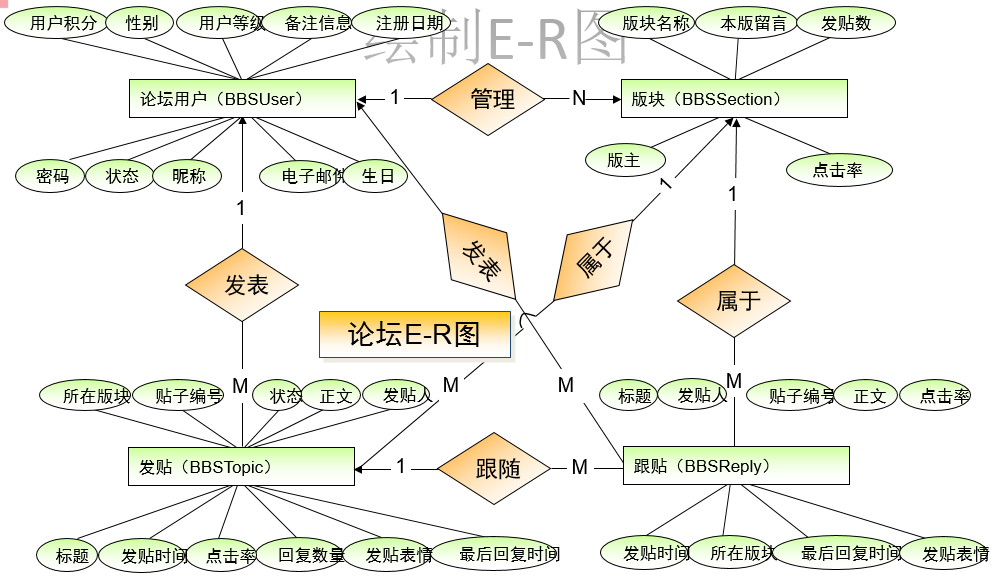 绘制E-R图
用户积分
性别
用户等级
备注信息
注册日期
版块名称
本版留言
发贴数
论坛用户（BBSUser）
1
管理
N
版块（BBSSection）
密码
状态
昵称
电子邮件
生日
版主
点击率
1
1
1
发表
发表
属于
属于
论坛E-R图
M
M
M
M
所在版块
贴子编号
状态
正文
发贴人
标题
发贴人
贴子编号
正文
点击率
发贴（BBSTopic）
1
跟随
M
跟贴（BBSReply）
标题
发贴时间
点击率
回复数量
发贴表情
最后回复时间
发贴时间
所在版块
最后回复时间
发贴表情